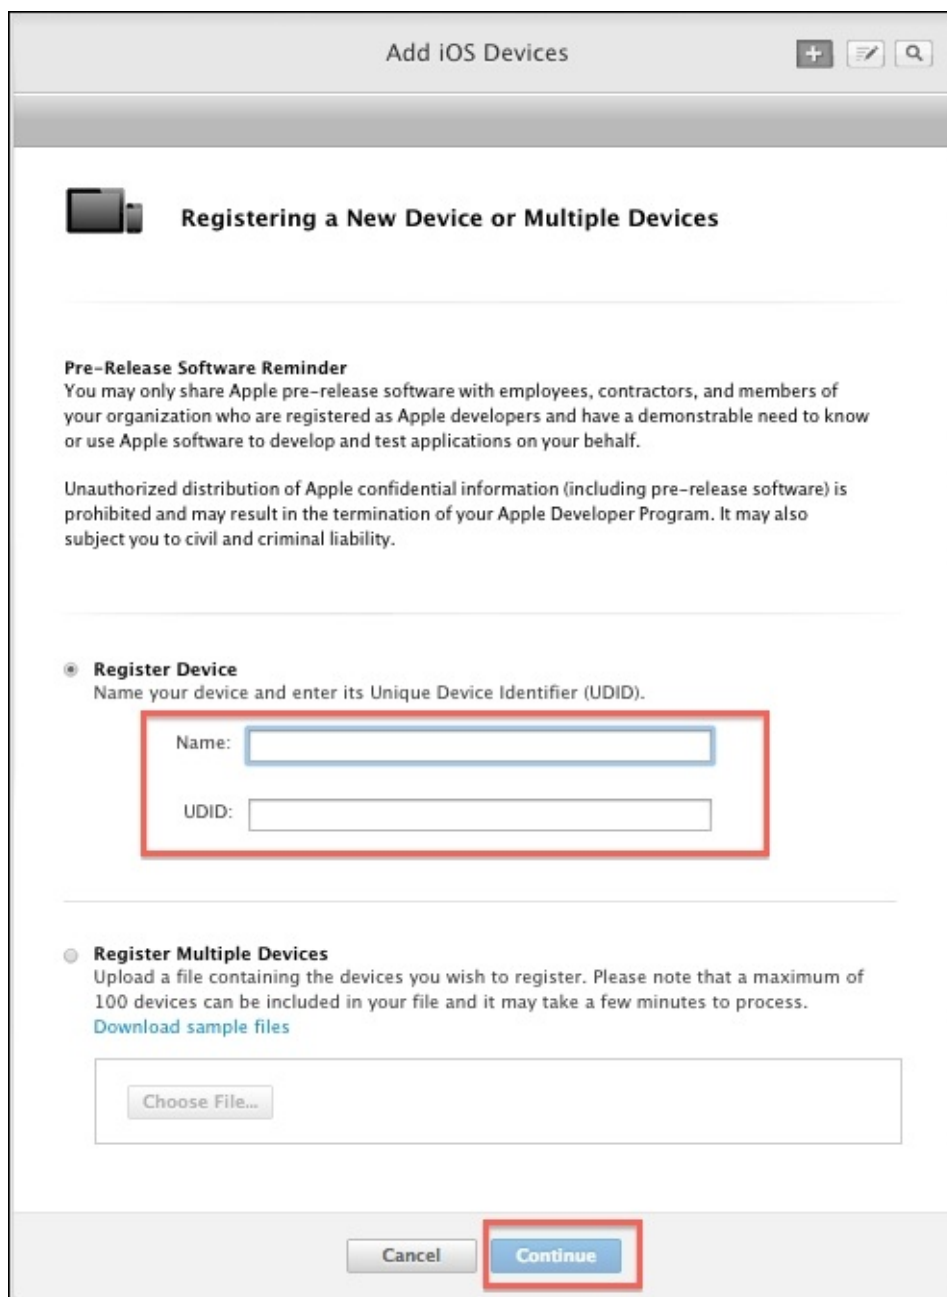 Add iOS Devices
Registering a New Device or Multiple Devices
Pre-Release Software Reminder
You may only share Apple pre-release software with employees, contractors, and members of
your organization who are registered as Apple developers and have a demonstrable need to know
or use Apple software to develop and test applications on your behalf.
Unauthorized distribution of Apple confidential information (including pre-release software) is
prohibited and may result in the termination of your Apple Developer Program. It may also
subject you to civil and criminal liability.
Register Device
Name your device and enter its Unique Device Identifier (UDID).
Name:
UDID:
Register Multiple Devices
Upload a file containing the devices you wish to register. Please note that a maximum of
100 devices can be included in your file and it may take a few minutes to process.
Download sample files
Choose File...
Cancel
Continue